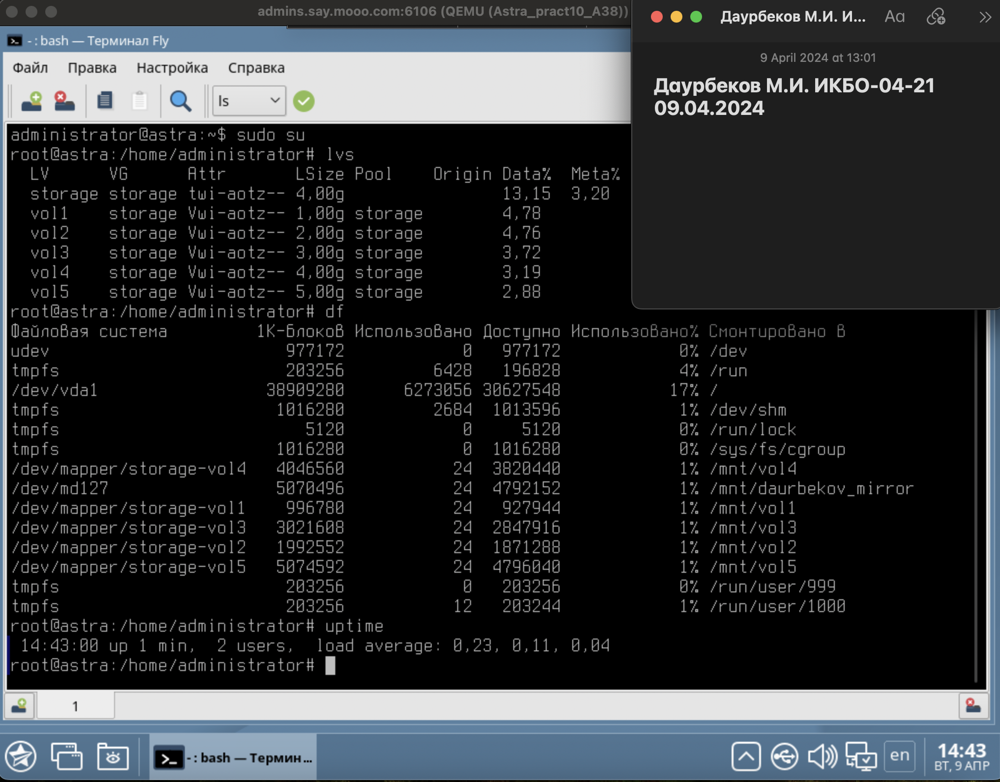 admins.say.mooo.com:6106 (QEMU (Astra_pract10_A38))
- : bash — Терминал Fly
Файл Правка Настройка Справка
ls
administrator@astra:~$ sudo su
root@astra:/home/administrator# lvs
  LV      VG      Attr       LSize Pool    Origin Data%  Meta%
  storage storage twi-aotz-- 4,00g                13,15  3,20
  vol1    storage Vwi-aotz-- 1,00g storage        4,78
  vol2    storage Vwi-aotz-- 2,00g storage        4,76
  vol3    storage Vwi-aotz-- 3,00g storage        3,72
  vol4    storage Vwi-aotz-- 4,00g storage        3,19
  vol5    storage Vwi-aotz-- 5,00g storage        2,88
root@astra:/home/administrator# df
Файловая система         1K-блоков Использовано Доступно Использовано% Смонтировано в
udev                        977172            0   977172            0% /dev
tmpfs                       203256         6428   196828            4% /run
/dev/vda1                 38909280      6273056 30627548           17% /
tmpfs                      1016280         2684  1013596            1% /dev/shm
tmpfs                         5120            0     5120            0% /run/lock
tmpfs                      1016280            0  1016280            0% /sys/fs/cgroup
/dev/mapper/storage-vol4   4046560           24  3820440            1% /mnt/vol4
/dev/md127                 5070496           24  4792152            1% /mnt/daurbekov_mirror
/dev/mapper/storage-vol1    996780           24   927944            1% /mnt/vol1
/dev/mapper/storage-vol3   3021608           24  2847916            1% /mnt/vol3
/dev/mapper/storage-vol2   1992552           24  1871288            1% /mnt/vol2
/dev/mapper/storage-vol5   5074592           24  4796040            1% /mnt/vol5
tmpfs                       203256            0   203256            0% /run/user/999
tmpfs                       203256           12   203244            1% /run/user/1000
root@astra:/home/administrator# uptime
 14:43:00 up 1 min,  2 users,  load average: 0,23, 0,11, 0,04
root@astra:/home/administrator#
1
Даурбеков М.И. И...
Aa
9 April 2024 at 13:01
Даурбеков М.И. ИКБО-04-21
09.04.2024
- : bash — Термин...
en
14:43
ВТ, 9 АПР